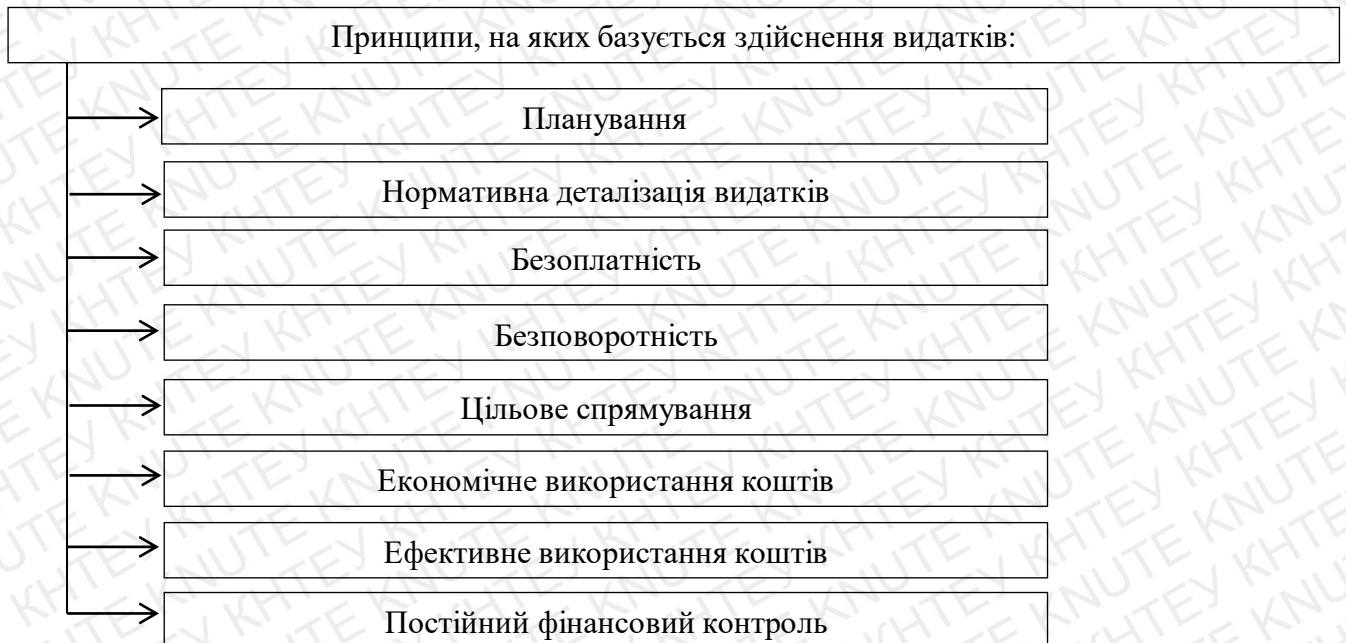 Принципи, на яких базується здійснення видатків:
Планування
Нормативна деталізація видатків
Безоплатність
Безповоротність
Цільове спрямування
Економічне використання коштів
Ефективне використання коштів
Постійний фінансовий контроль